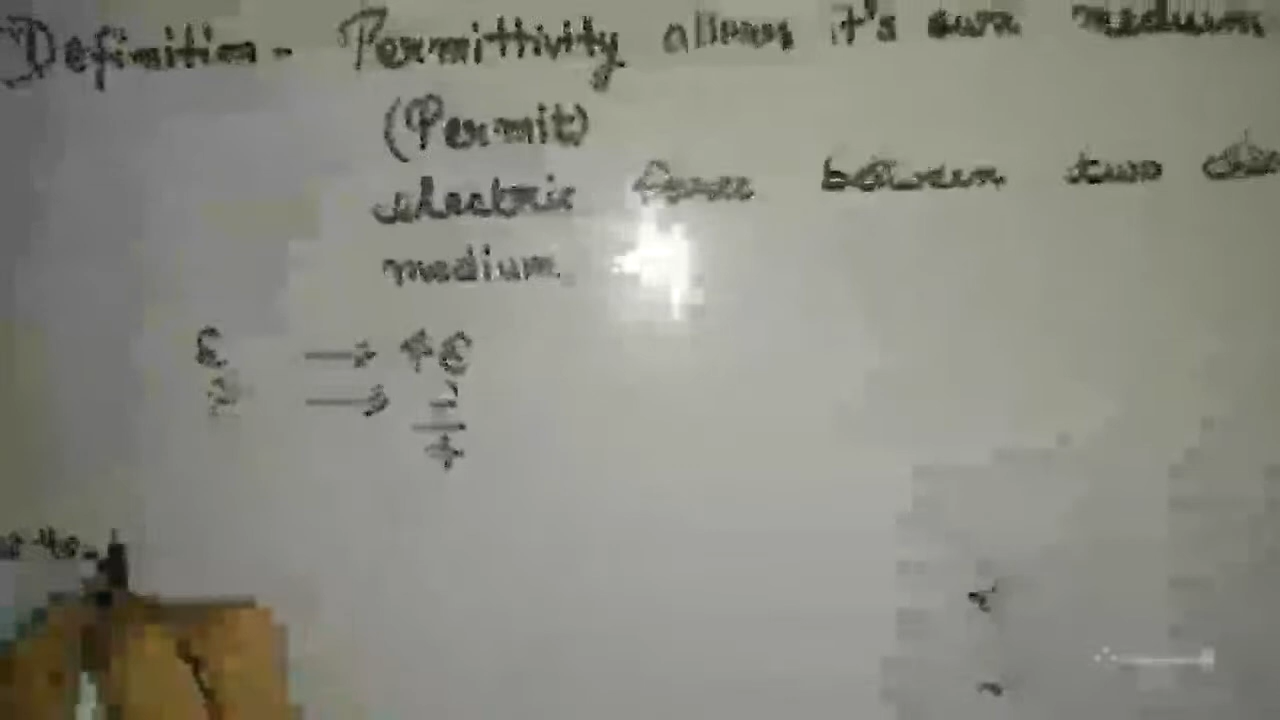 Definition - Permittivity allows it's own medium
(Permit)
electric force between two
medium.
ε → ε
→